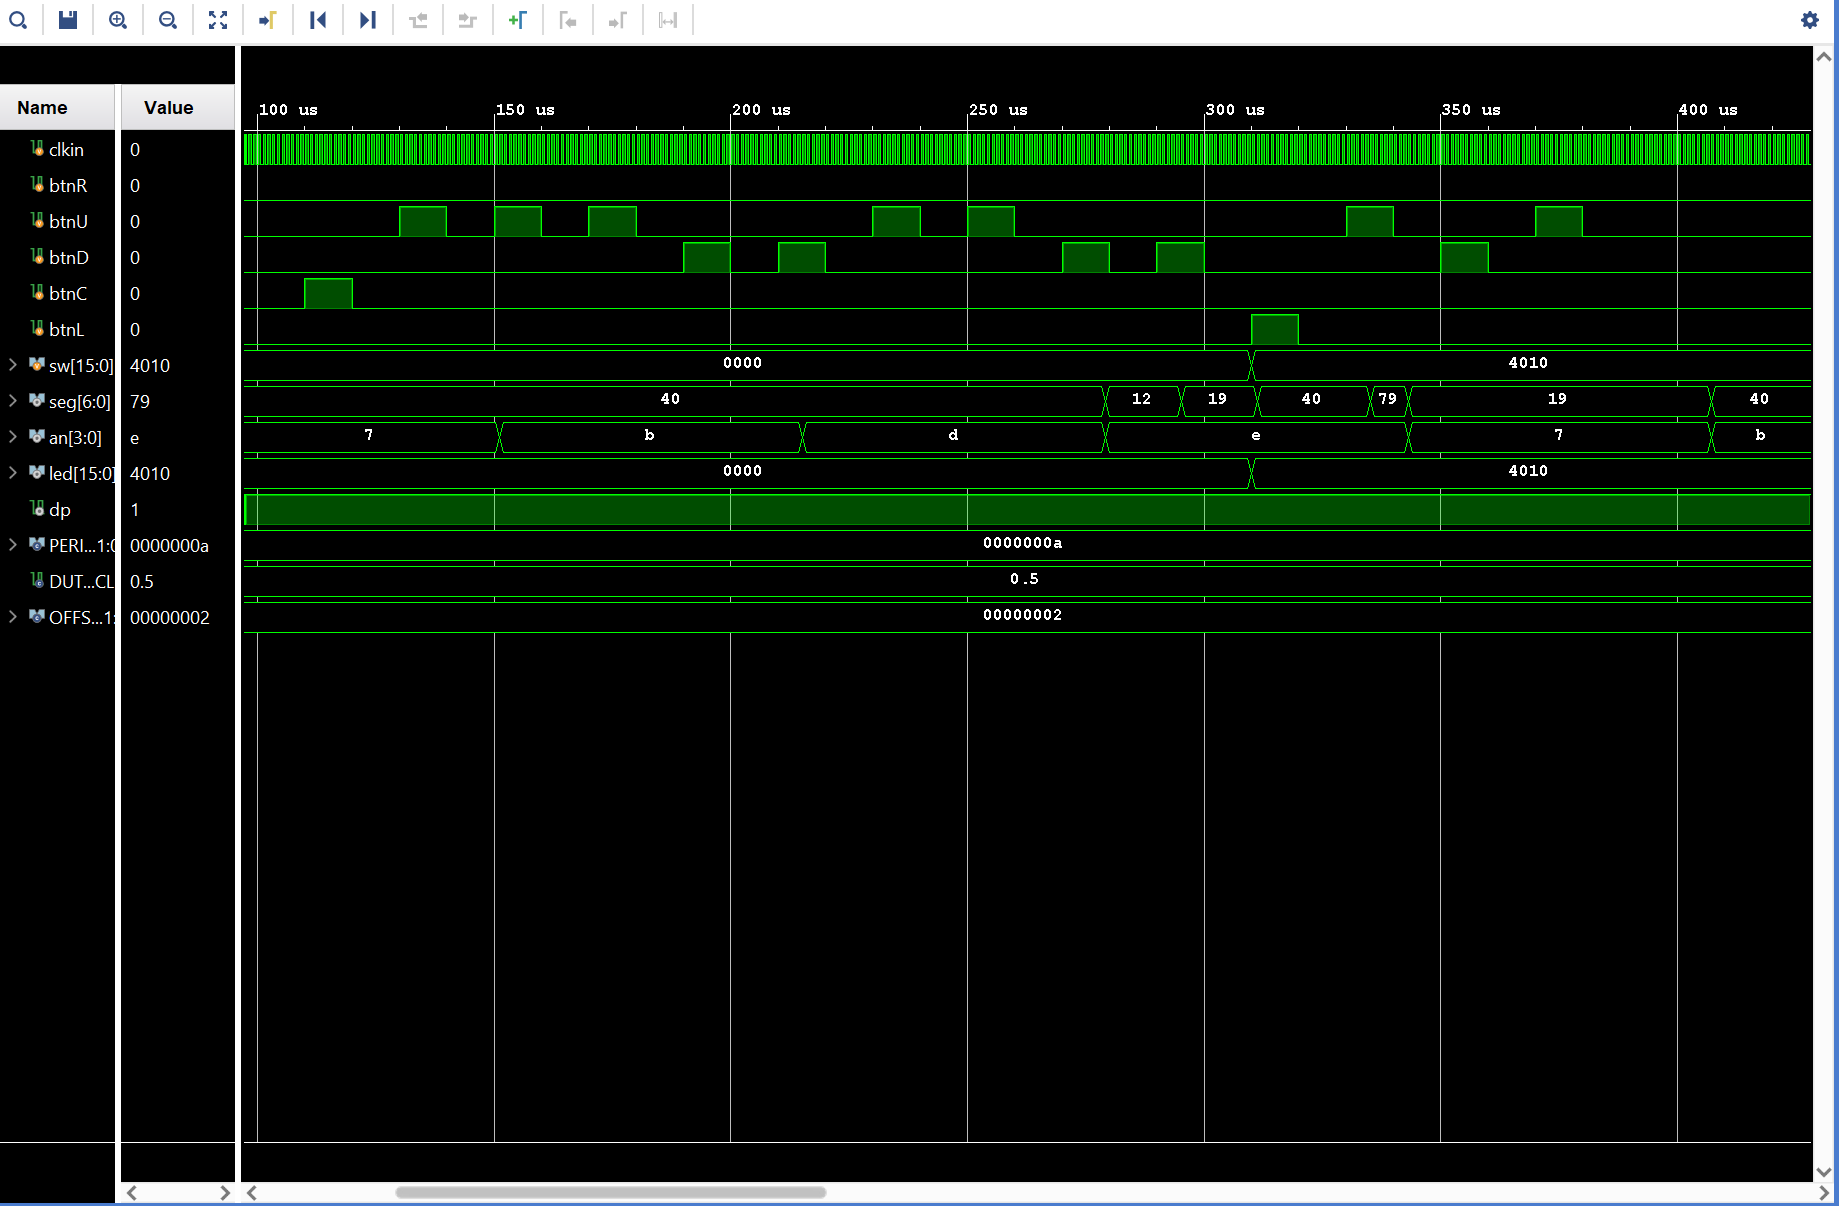 Name Value
100 us 150 us 200 us 250 us 300 us 350 us 400 us
clkin 0
btnR 0
btnU 0
btnD 0
btnC 0
btnL 0
sw[15:0] 4010 0000 4010
seg[6:0] 79 40 12 19 40 79 19 40
an[3:0] e 7 b d e 7 b
led[15:0] 4010 0000 4010
dp 1
PERI...1:0 0000000a 0000000a
DUT...CL 0.5 0.5
OFFS...1: 00000002 00000002